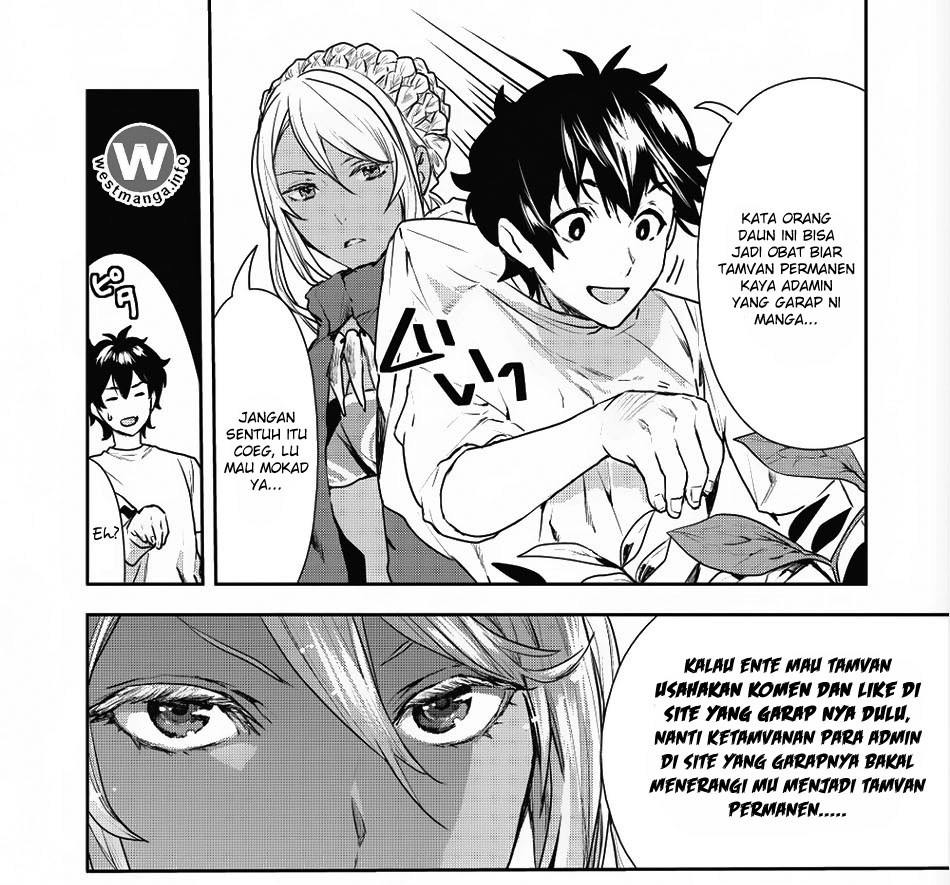 KATA ORANG
DAUN INI BISA
JADI OBAT BIAR
TAMVAN PERMANEN
KAYA ADAMIN
YANG GARAP NI
MANGA...
グいッ
JANGAN
SENTUH ITU
COEG, LU
MAU MOKAD
YA...
W
westmanga.info
ピタ
Eh?
KALAU ENTE MAU TAMVAN
USAHAKAN KOMEN DAN LIKE DI
SITE YANG GARAP NYA DULU,
NANTI KETAMVANAN PARA ADMIN
DI SITE YANG GARAPNYA BAKAL
MENERANGI MU MENJADI TAMVAN
PERMANEN.....